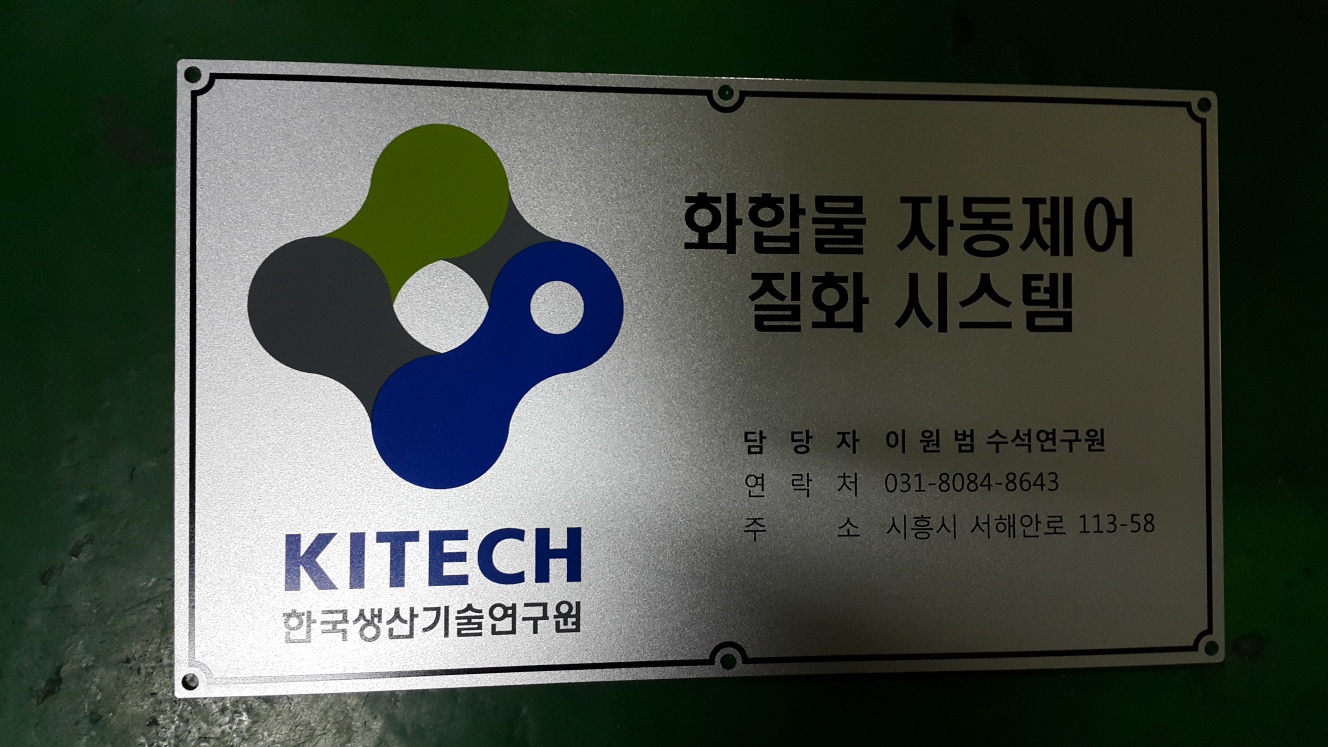 KITECH
한국생산기술연구원
화합물 자동제어
질화 시스템
담 당 자 이 원 범 수석연구원
연 락 처 031-8084-8643
주 소 시흥시 서해안로 113-58